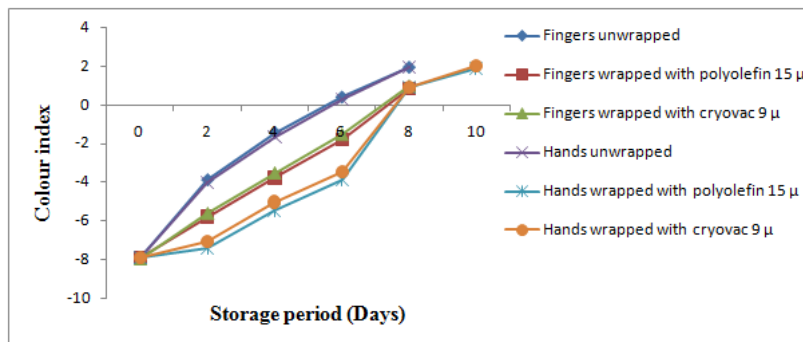 4
2
0
-2
-4
-6
-8
-10
0 2 4 6 8 10
Colour index
Storage period (Days)
Fingers unwrapped
Fingers wrapped with polyolefin 15 μ
Fingers wrapped with cryovac 9 μ
Hands unwrapped
Hands wrapped with polyolefin 15 μ
Hands wrapped with cryovac 9 μ